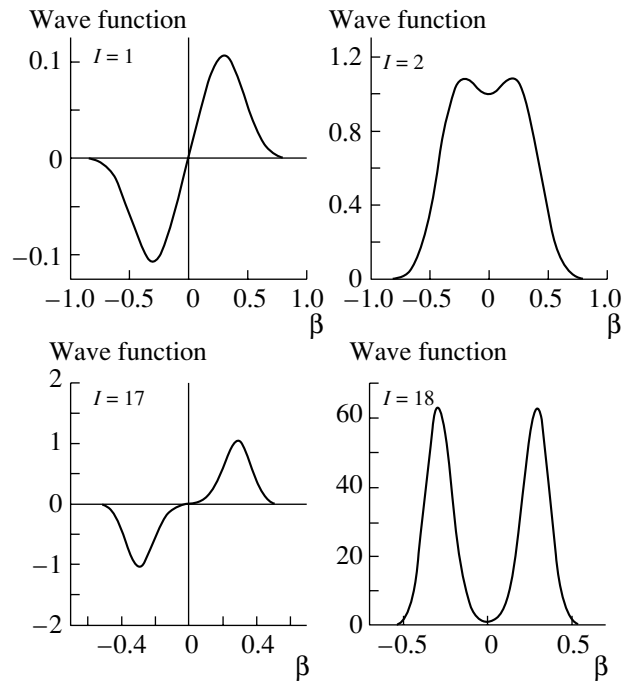 Wave function
I = 1
0.1
0
−0.1
−1.0 −0.5 0 0.5 1.0
β
Wave function
I = 2
1.2
0.8
0.4
0
−1.0 −0.5 0 0.5 1.0
β
Wave function
I = 17
2
1
0
−1
−2
−0.4 0 0.4
β
Wave function
I = 18
60
40
20
0
−0.5 0 0.5
β